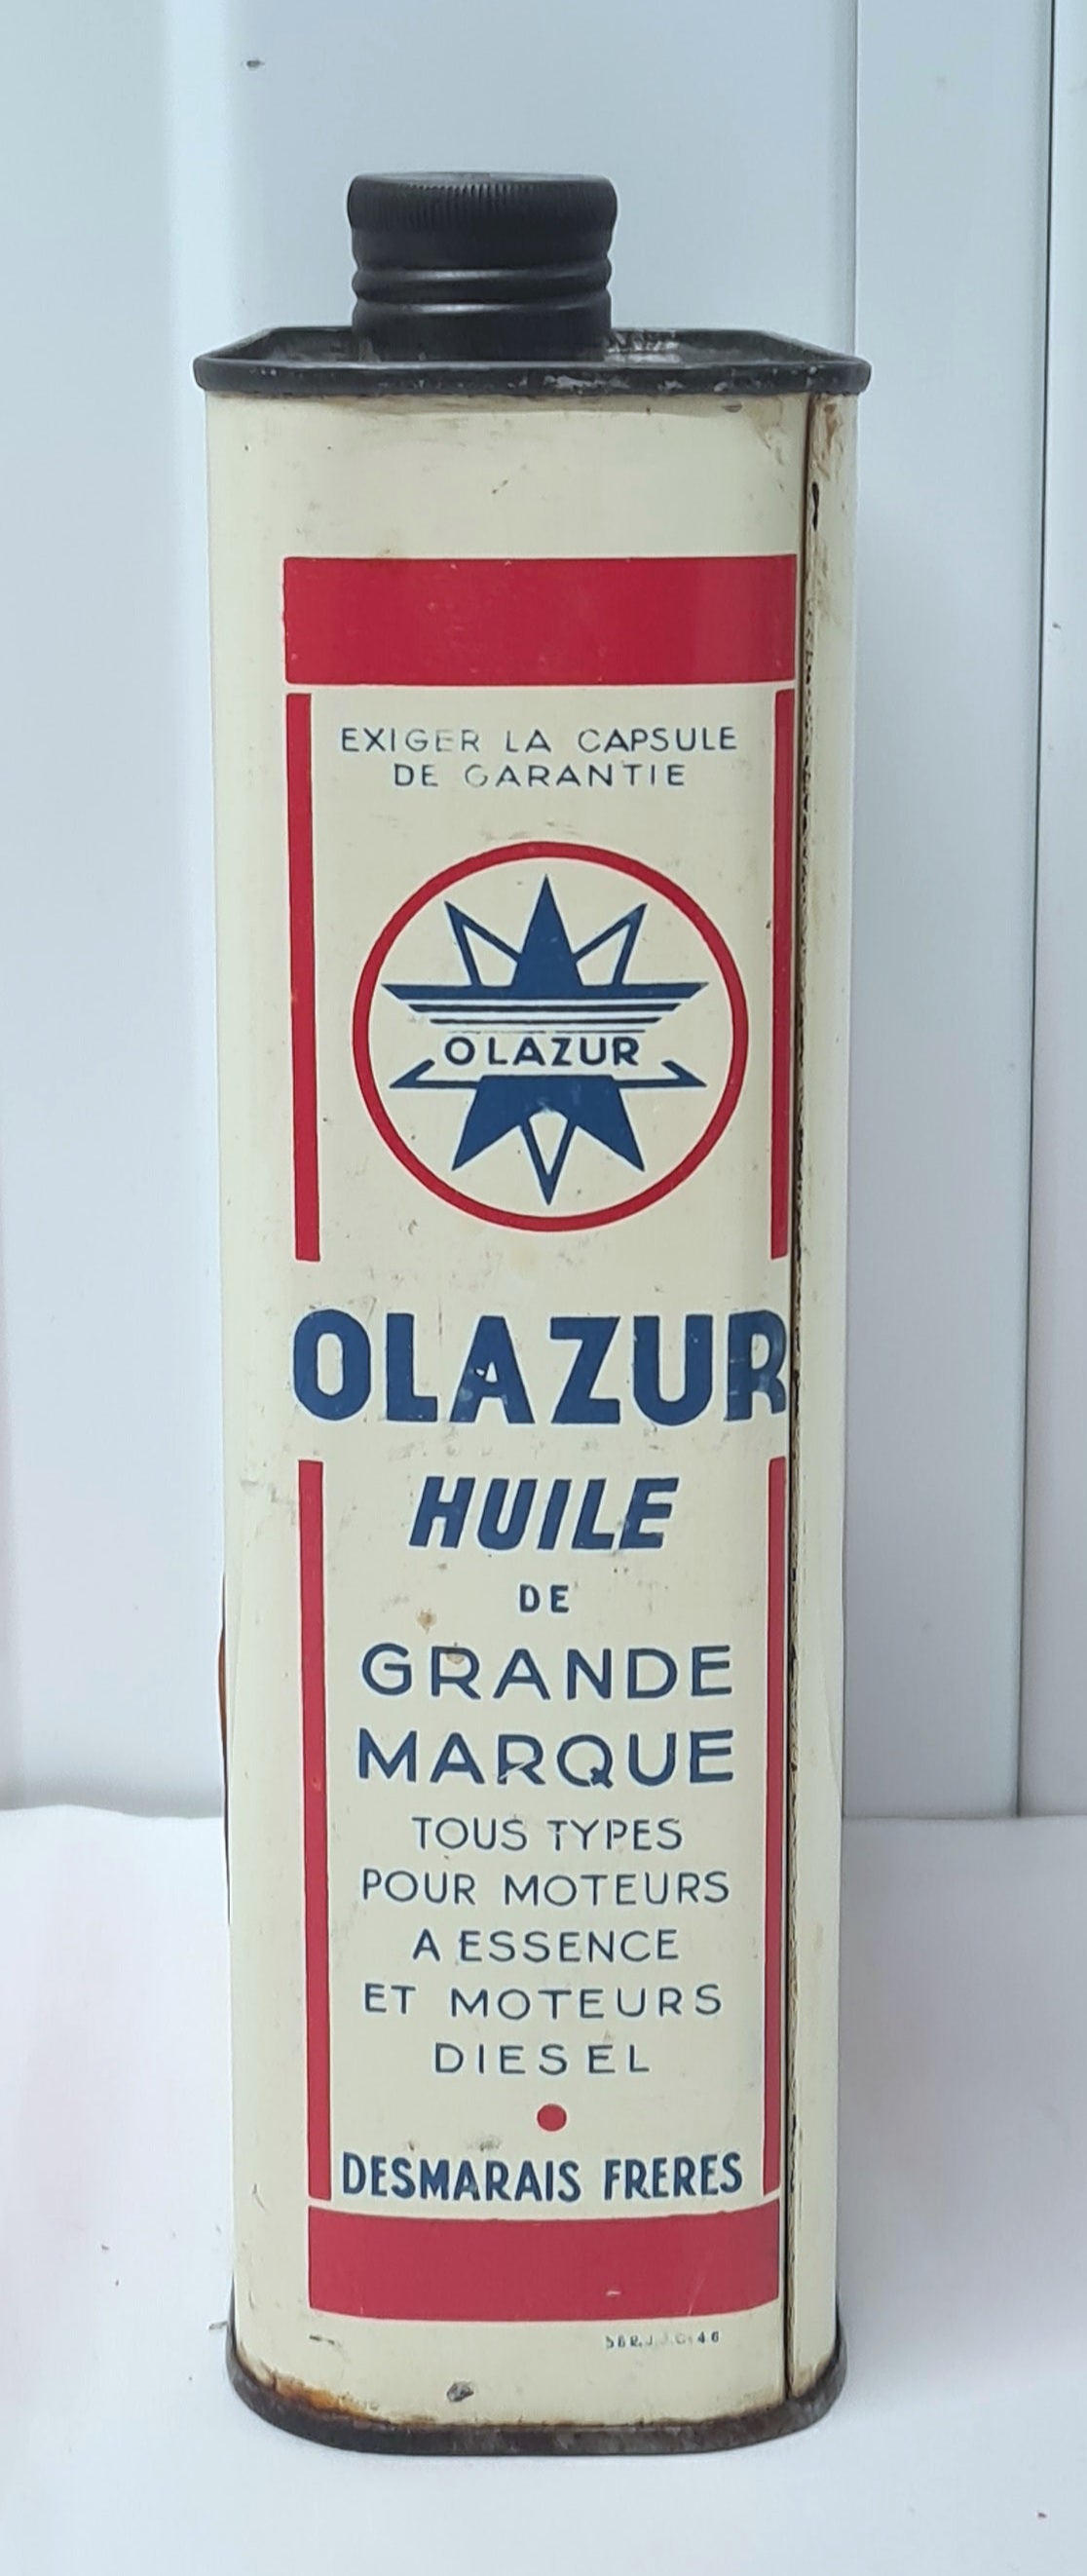 EXIGER LA CAPSULE
DE GARANTIE
OLAZUR
OLAZUR
HUILE
DE
GRANDE
MARQUE
TOUS TYPES
POUR MOTEURS
A ESSENCE
ET MOTEURS
DIESEL
DESMARAIS FRERES